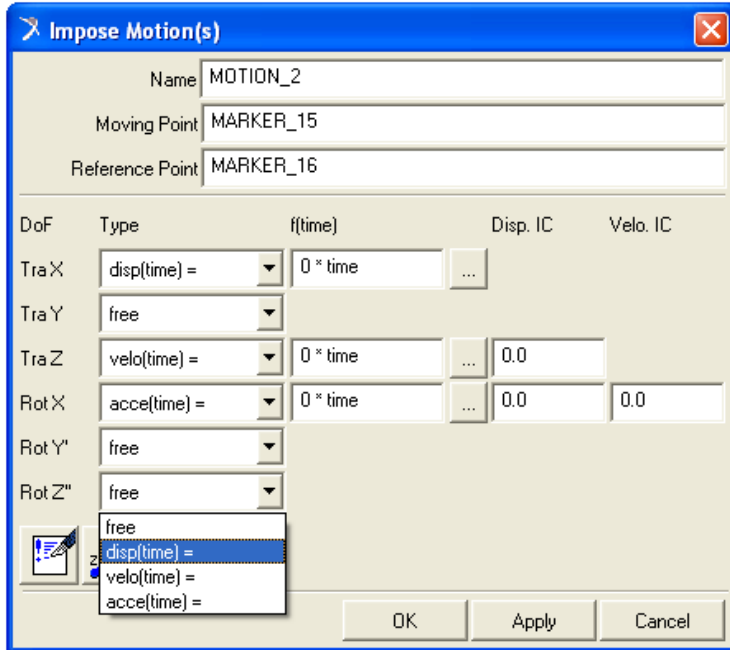 Impose Motion(s)
Name MOTION_2
Moving Point MARKER_15
Reference Point MARKER_16
DoF Type f(time) Disp. IC Velo. IC
Tra X disp(time) = 0 * time ...
Tra Y free
Tra Z velo(time) = 0 * time ... 0.0
Rot X acce(time) = 0 * time ... 0.0 0.0
Rot Y' free
Rot Z" free
free
disp(time) =
velo(time) =
acce(time) =
OK Apply Cancel